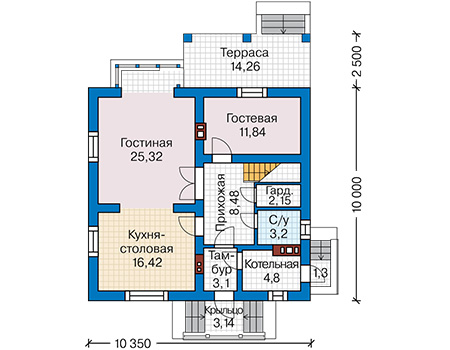 Терраса
14,26
2 500
Гостевая
11,84
Гостиная
25,32
Прихожая
8,48
Гард.
2,15
10 000
С/у
3,2
Кухня-
столовая
16,42
Там-
бур
3,1
Котельная
4,8
1,3
Крыльцо
3,14
10 350